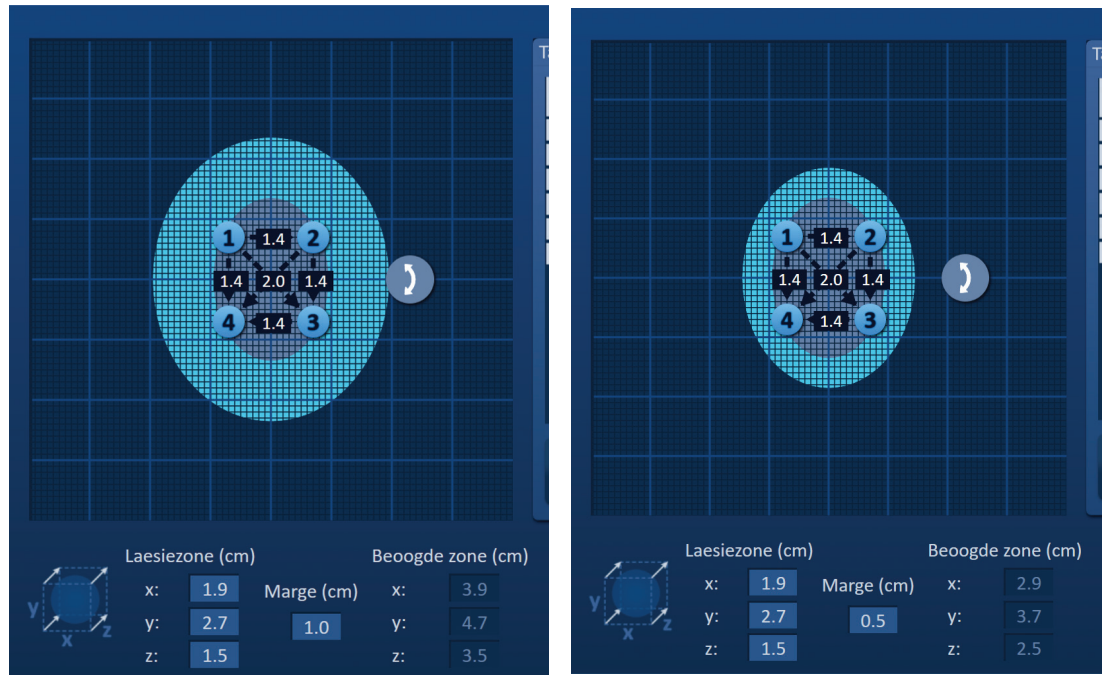 Ta
1 1.4 2
1.4 2.0 1.4
4 1.4 3
Laesiezone (cm)
Beoogde zone (cm)
x: 1.9 Marge (cm) x: 3.9
y: 2.7 1.0 y: 4.7
z: 1.5 z: 3.5
y
x
z
Ta
1 1.4 2
1.4 2.0 1.4
4 1.4 3
Laesiezone (cm)
Beoogde zone (cm)
x: 1.9 Marge (cm) x: 2.9
y: 2.7 0.5 y: 3.7
z: 1.5 z: 2.5
y
x
z